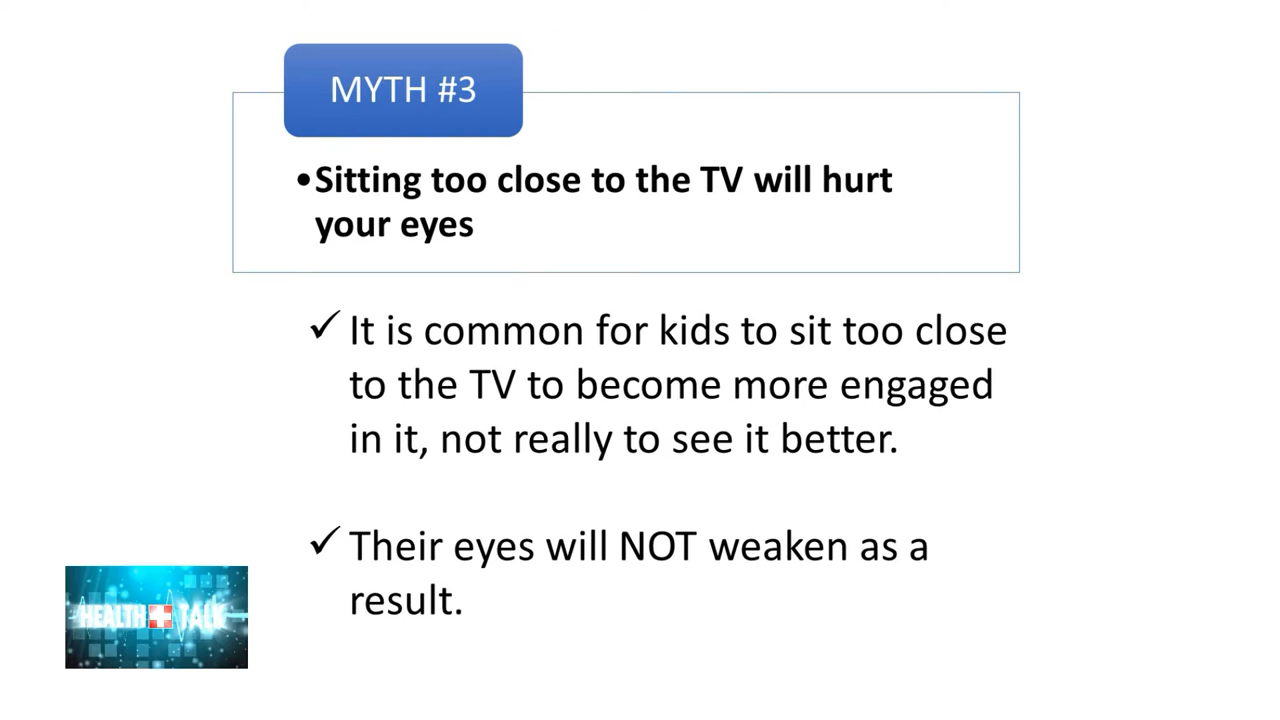 MYTH #3
•Sitting too close to the TV will hurt
your eyes
✓ It is common for kids to sit too close
to the TV to become more engaged
in it, not really to see it better.
✓ Their eyes will NOT weaken as a
result.
HEALTH TALK